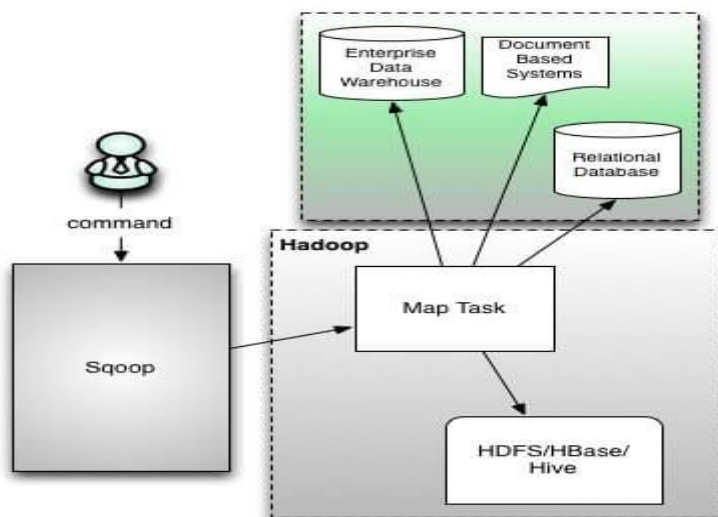 Enterprise
Data
Warehouse
Document
Based
Systems
Relational
Database
command
Hadoop
Map Task
Sqoop
HDFS/HBase/
Hive